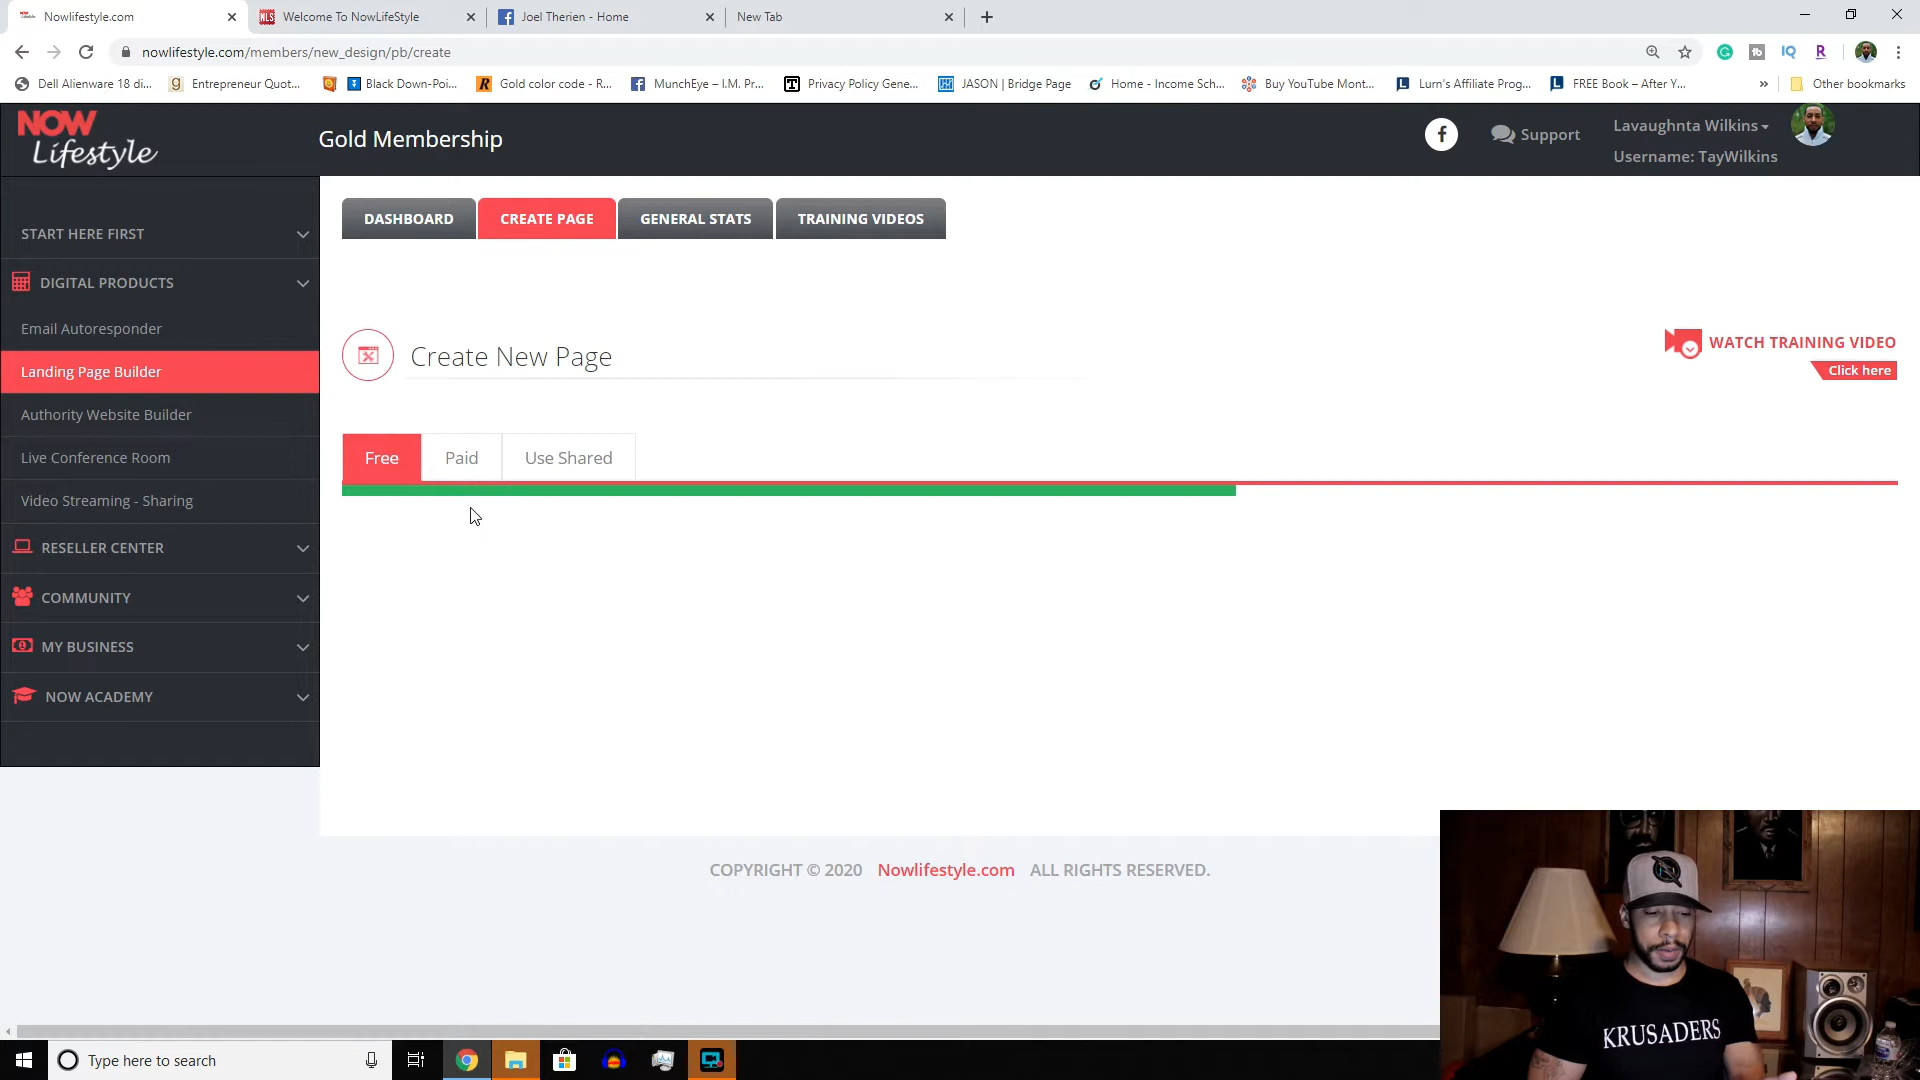 Nowlifestyle.com
Welcome To NowLifeStyle
Joel Therien - Home
New Tab
nowlifestyle.com/members/new_design/pb/create
Dell Alienware 18 di...
Entrepreneur Quot...
Black Down-Poi...
Gold color code - R...
MunchEye – I.M. Pr...
Privacy Policy Gene...
JASON | Bridge Page
Home - Income Sch...
Buy YouTube Mont...
Lurn's Affiliate Prog...
FREE Book – After Y...
Other bookmarks
NOW
Lifestyle
Gold Membership
Support
Lavaughnta Wilkins
Username: TayWilkins
START HERE FIRST
DIGITAL PRODUCTS
Email Autoresponder
Landing Page Builder
Authority Website Builder
Live Conference Room
Video Streaming - Sharing
RESELLER CENTER
COMMUNITY
MY BUSINESS
NOW ACADEMY
DASHBOARD
CREATE PAGE
GENERAL STATS
TRAINING VIDEOS
Create New Page
WATCH TRAINING VIDEO
Click here
Free
Paid
Use Shared
COPYRIGHT © 2020 Nowlifestyle.com ALL RIGHTS RESERVED.
KRUSADERS
Type here to search